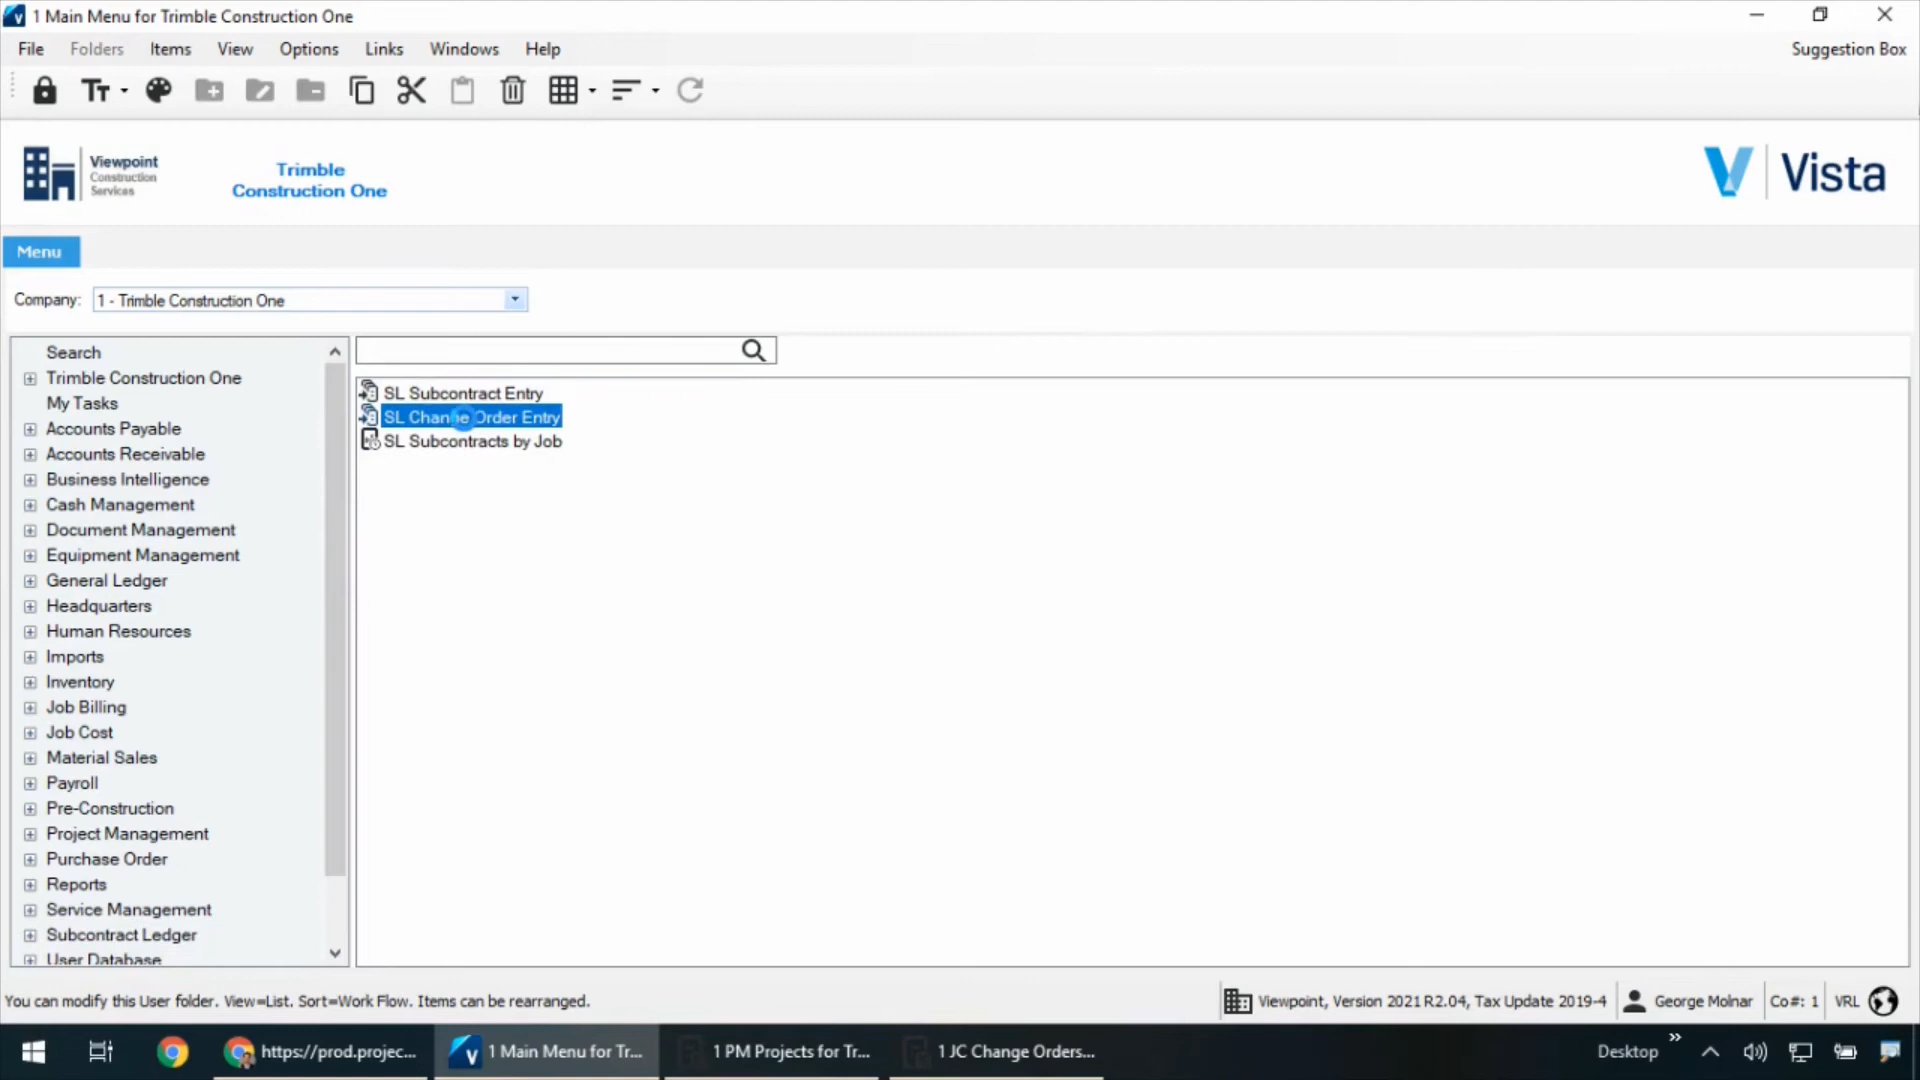 1 Main Menu for Trimble Construction One
File Folders Items View Options Links Windows Help Suggestion Box
Viewpoint
Construction
Services
Trimble
Construction One
Vista
Menu
Company: 1 - Trimble Construction One
Search
Trimble Construction One
My Tasks
Accounts Payable
Accounts Receivable
Business Intelligence
Cash Management
Document Management
Equipment Management
General Ledger
Headquarters
Human Resources
Imports
Inventory
Job Billing
Job Cost
Material Sales
Payroll
Pre-Construction
Project Management
Purchase Order
Reports
Service Management
Subcontract Ledger
User Database
SL Subcontract Entry
SL Change Order Entry
SL Subcontracts by Job
You can modify this User folder. View=List. Sort=Work Flow. Items can be rearranged.
Viewpoint, Version 2021 R2.04, Tax Update 2019-4 George Molnar Co#: 1 VRL
https://prod.projec... 1 Main Menu for Tr... 1 PM Projects for Tr... 1 JC Change Orders... Desktop